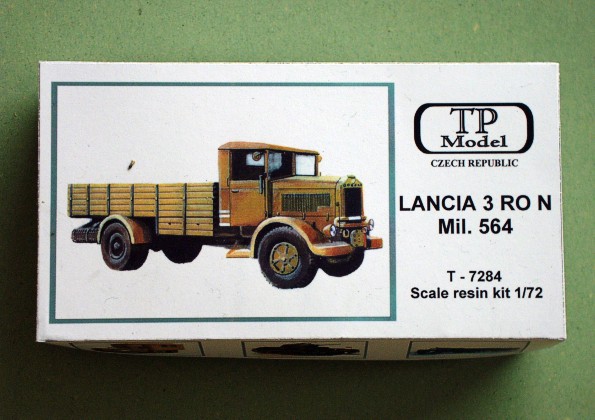 TP
Model
CZECH REPUBLIC
LANCIA 3 RO N
Mil. 564
T - 7284
Scale resin kit 1/72